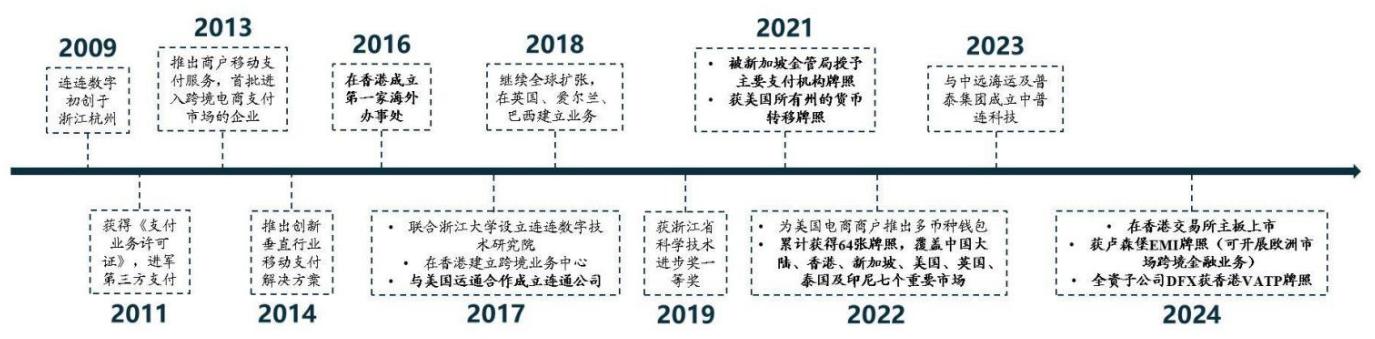 2009
连连数字
初创于
浙江杭州
2011
获得《支付
业务许可
证》，进军
第三方支付
2013
推出商户移动支
付服务，首批进
入跨境电商支付
市场的企业
2014
推出创新
垂直行业
移动支付
解决方案
2016
在香港成立
第一家海外
办事处
2017
• 联合浙江大学设立连连数字技
术研究院
• 在香港建立跨境业务中心
• 与美国运通合作成立连通公司
2018
继续全球扩张，
在英国、爱尔兰、
巴西建立业务
2019
获浙江省
科学技术
进步奖一
等奖
2021
• 被新加坡金管局授予
主要支付机构牌照
• 获美国所有州的货币
转移牌照
2022
• 为美国电商商户推出多币种钱包
• 累计获得64张牌照，覆盖中国大
陆、香港、新加坡、美国、英国、
泰国及印尼七个重要市场
2023
与中远海运及普
泰集团成立中普
连科技
2024
• 在香港交易所主板上市
• 获卢森堡EMI牌照（可开展欧洲市
场跨境金融业务）
• 全资子公司DFX获香港VATP牌照